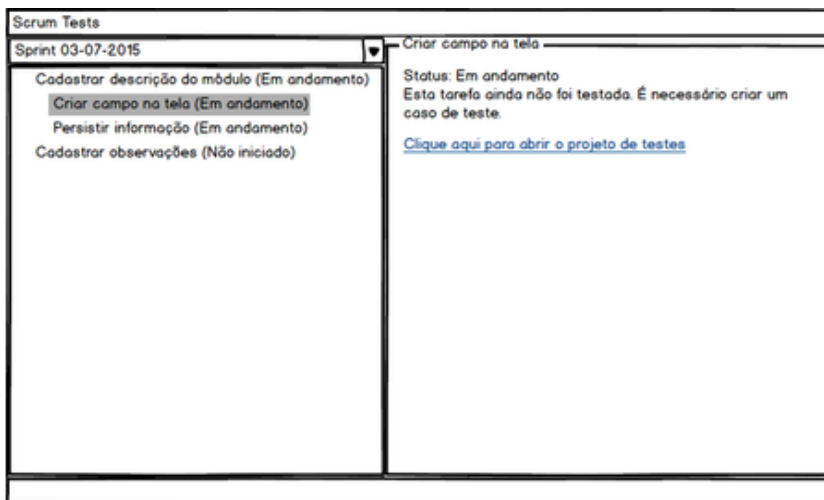 Scrum Tests
Sprint 03-07-2015
Cadastrar descrição do módulo (Em andamento)
Criar campo na tela (Em andamento)
Persistir informação (Em andamento)
Cadastrar observações (Não iniciado)
Criar campo na tela
Status: Em andamento
Esta tarefa ainda não foi testada. É necessário criar um
caso de teste.
Clique aqui para abrir o projeto de testes